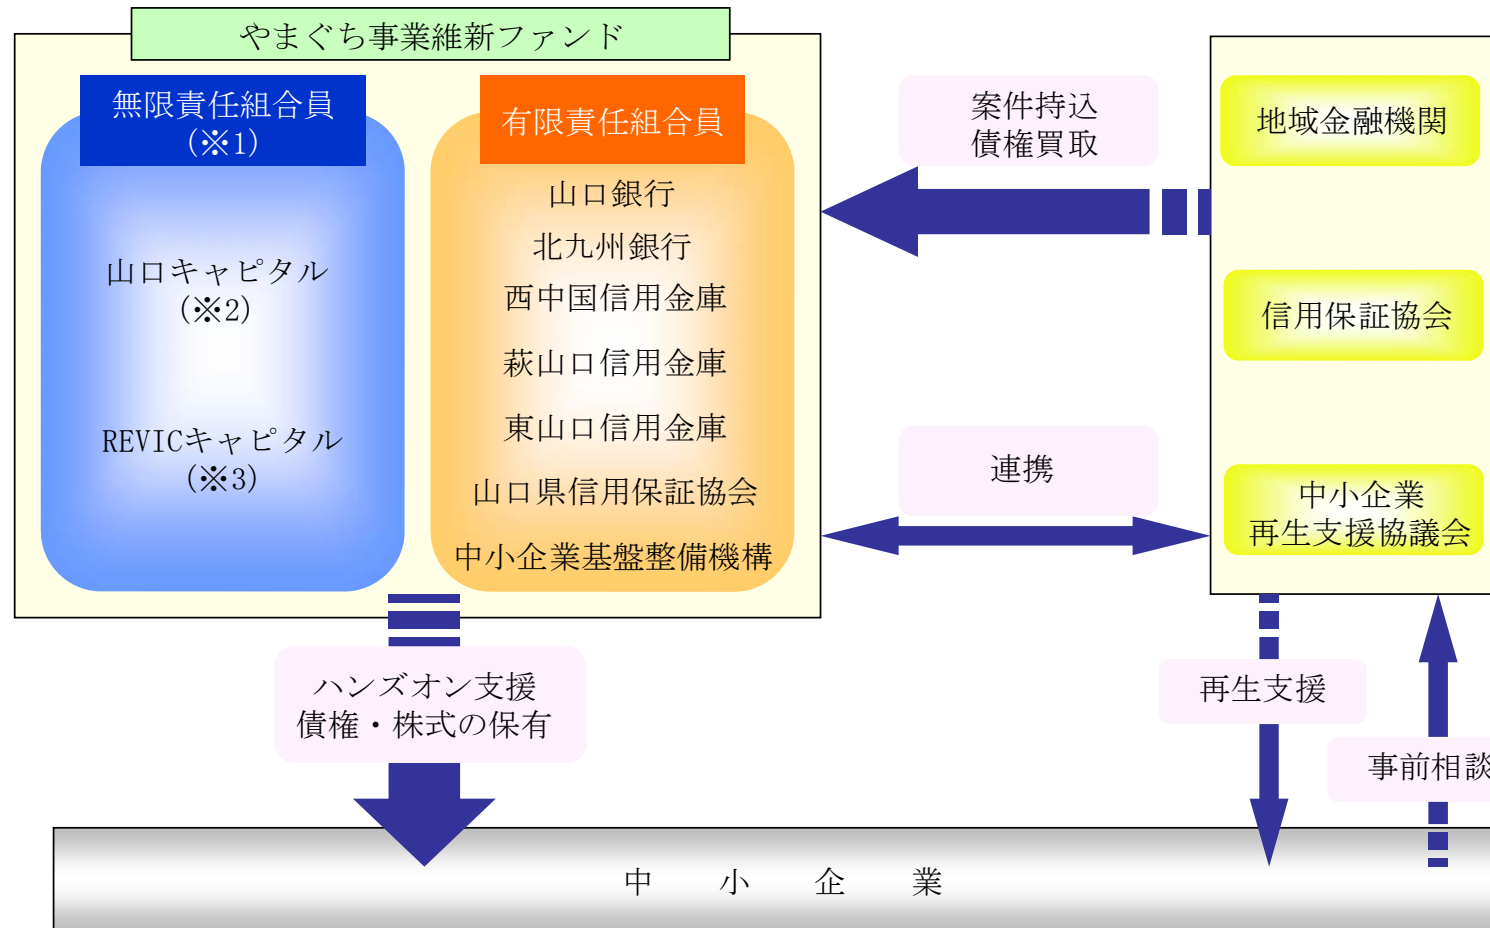 やまぐち事業維新ファンド
無限責任組合員
(※1)
山口キャピタル
(※2)
REVICキャピタル
(※3)
有限責任組合員
山口銀行
北九州銀行
西中国信用金庫
萩山口信用金庫
東山口信用金庫
山口県信用保証協会
中小企業基盤整備機構
案件持込
債権買取
連携
地域金融機関
信用保証協会
中小企業
再生支援協議会
ハンズオン支援
債権・株式の保有
再生支援
事前相談
中 小 企 業